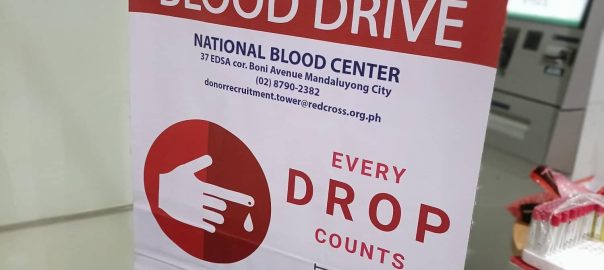 BLOOD DRIVE
NATIONAL BLOOD CENTER
37 EDSA cor. Boni Avenue Mandaluyong City
(02) 8790-2382
donorrecruitment.tower@redcross.org.ph
EVERY
DROP
COUNTS